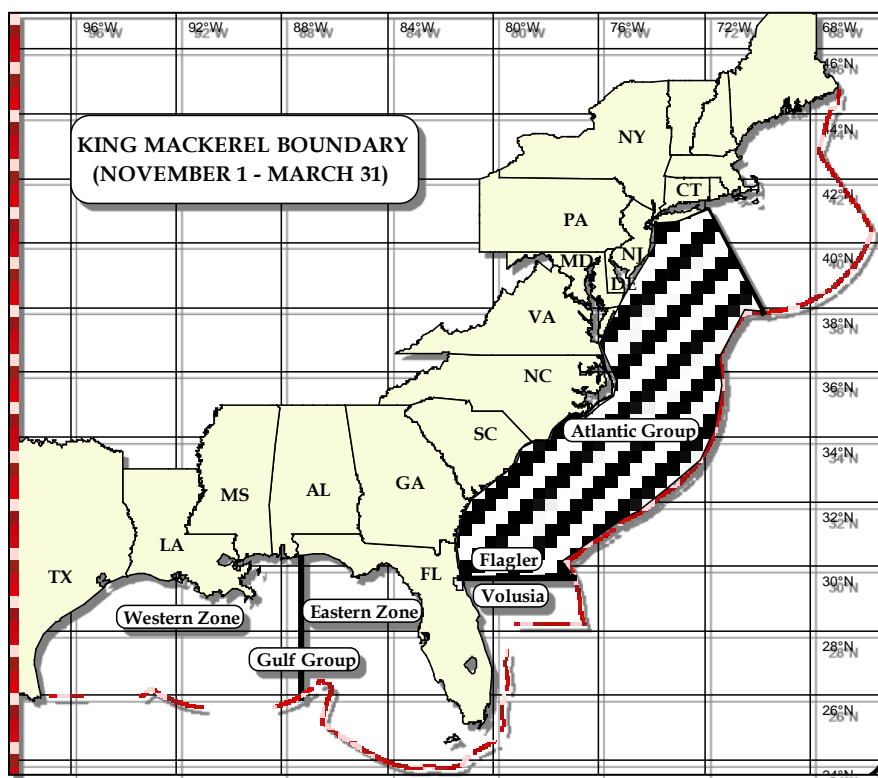 96°W 92°W 88°W 84°W 80°W 76°W 72°W 68°W
46°N
KING MACKEREL BOUNDARY
(NOVEMBER 1 - MARCH 31)
NY
44°N
CT
42°N
PA
NJ
MD
40°N
DE
VA
38°N
NC
36°N
Atlantic Group
SC
34°N
GA
MS
AL
32°N
LA
Flagler
TX
FL
30°N
Volusia
Western Zone
Eastern Zone
28°N
Gulf Group
26°N
24°N